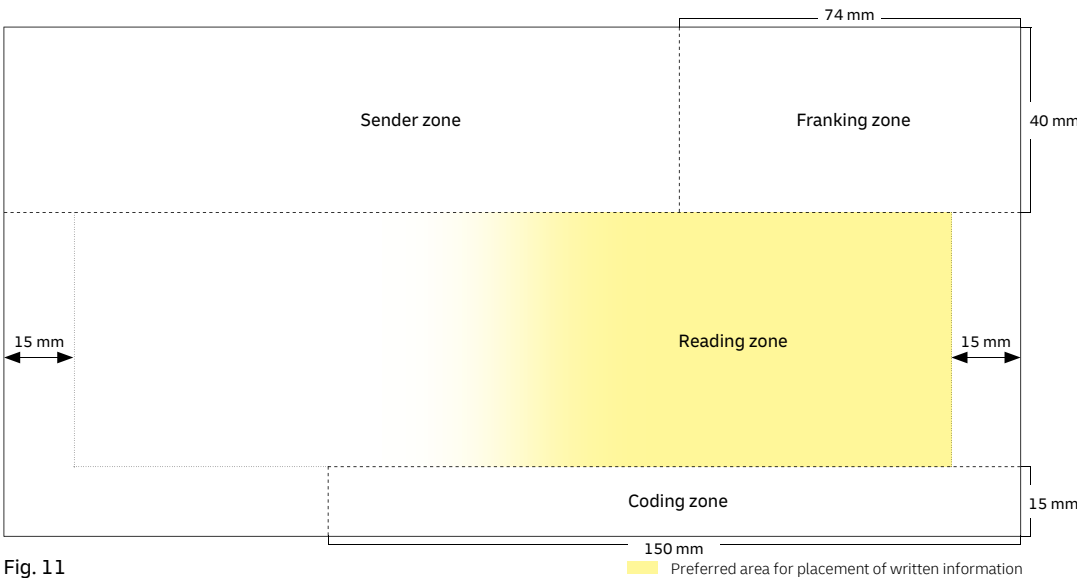 74 mm
Sender zone
Franking zone
40 mm
15 mm
Reading zone
15 mm
Coding zone
15 mm
150 mm
Fig. 11
Preferred area for placement of written information